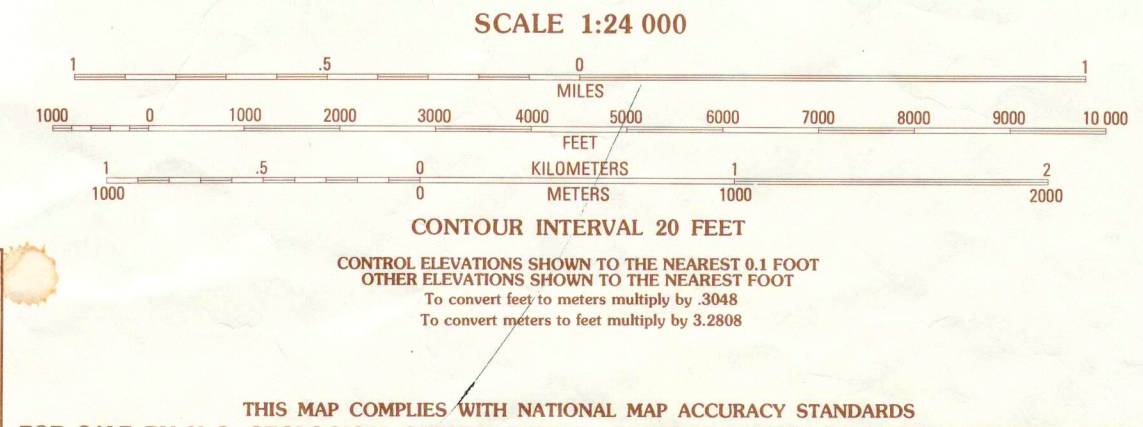 SCALE 1:24 000
1 .5 0 1
MILES
1000 0 1000 2000 3000 4000 5000 6000 7000 8000 9000 10 000
FEET
1 .5 0 KILOMETERS 1 2
1000 0 METERS 1000 2000
CONTOUR INTERVAL 20 FEET
CONTROL ELEVATIONS SHOWN TO THE NEAREST 0.1 FOOT
OTHER ELEVATIONS SHOWN TO THE NEAREST FOOT
To convert feet to meters multiply by .3048
To convert meters to feet multiply by 3.2808
THIS MAP COMPLIES WITH NATIONAL MAP ACCURACY STANDARDS